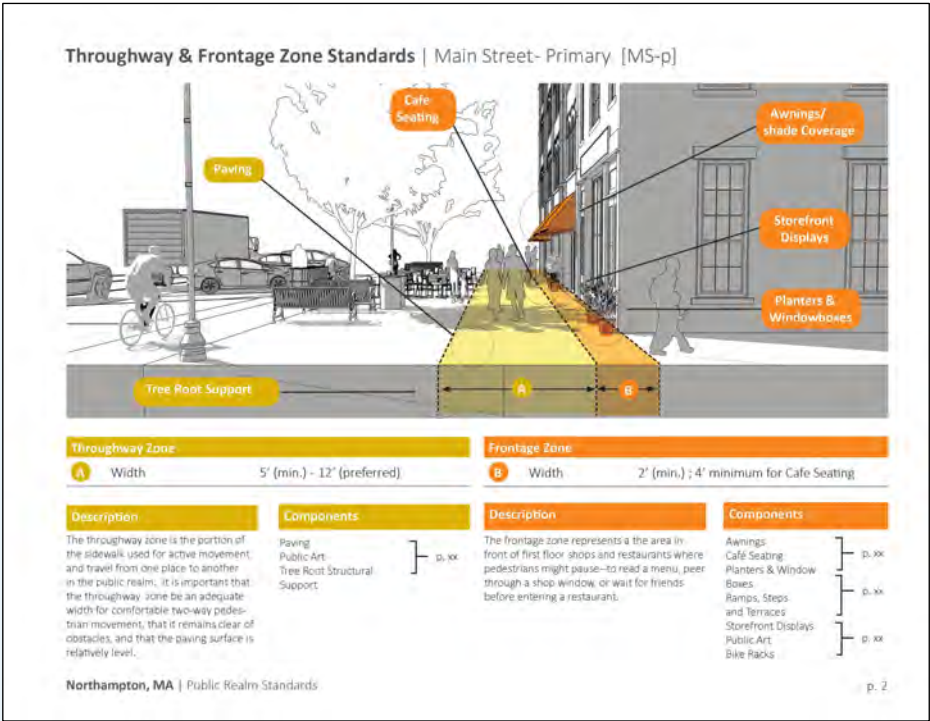 Throughway & Frontage Zone Standards | Main Street- Primary [MS-p]
Cafe
Seating
Awnings/
shade Coverage
Paving
Storefront
Displays
Planters &
Windowboxes
Tree Root Support
A
B
Throughway Zone
A Width 5' (min.) - 12' (preferred)
Frontage Zone
B Width 2' (min.) ; 4' minimum for Cafe Seating
Description
The throughway zone is the portion of
the sidewalk used for active movement
and travel from one place to another
in the public realm. It is important that
the throughway zone be an adequate
width for comfortable two-way pedes-
trian movement, that it remains clear of
obstacles, and that the paving surface is
relatively level.
Components
Paving
Public Art
Tree Root Structural
Support
p. xx
Description
The frontage zone represents a the area in
front of first floor shops and restaurants where
pedestrians might pause--to read a menu, peer
through a shop window, or wait for friends
before entering a restaurant.
Components
Awnings
Café Seating
Planters & Window
Boxes
Ramps, Steps
and Terraces
Storefront Displays
Public Art
Bike Racks
p. xx
p. xx
p. xx
Northampton, MA | Public Realm Standards
p. 2